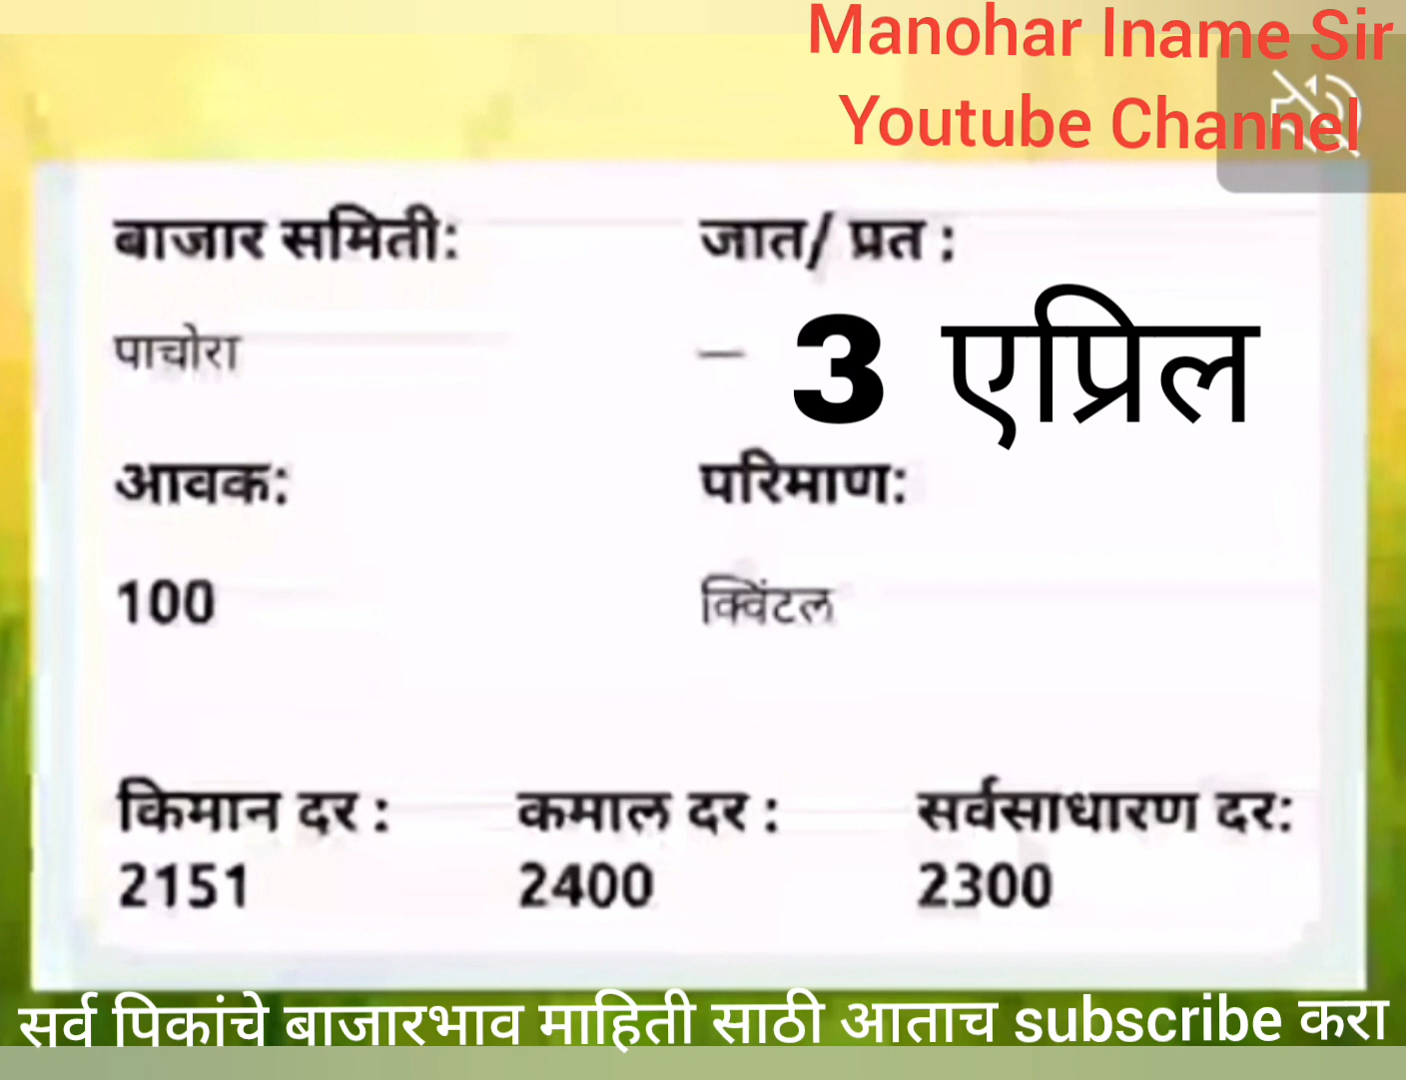 Manohar Iname Sir
Youtube Channel
बाजार समिती: जात/ प्रत :
पाचोरा – 3 एप्रिल
आवक: परिमाण:
100 क्विंटल
किमान दर : कमाल दर : सर्वसाधारण दर:
2151 2400 2300
सर्व पिकांचे बाजारभाव माहिती साठी आताच subscribe करा